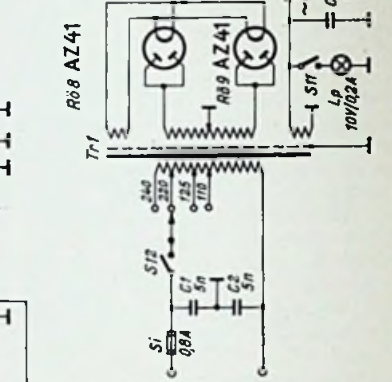 Rö8 AZ41
Rö9 AZ41
~
C
S11
Lp
10V/0,2A
Tr1
240
220
125
110
S12
C1
5n
C2
5n
Si
0,8A